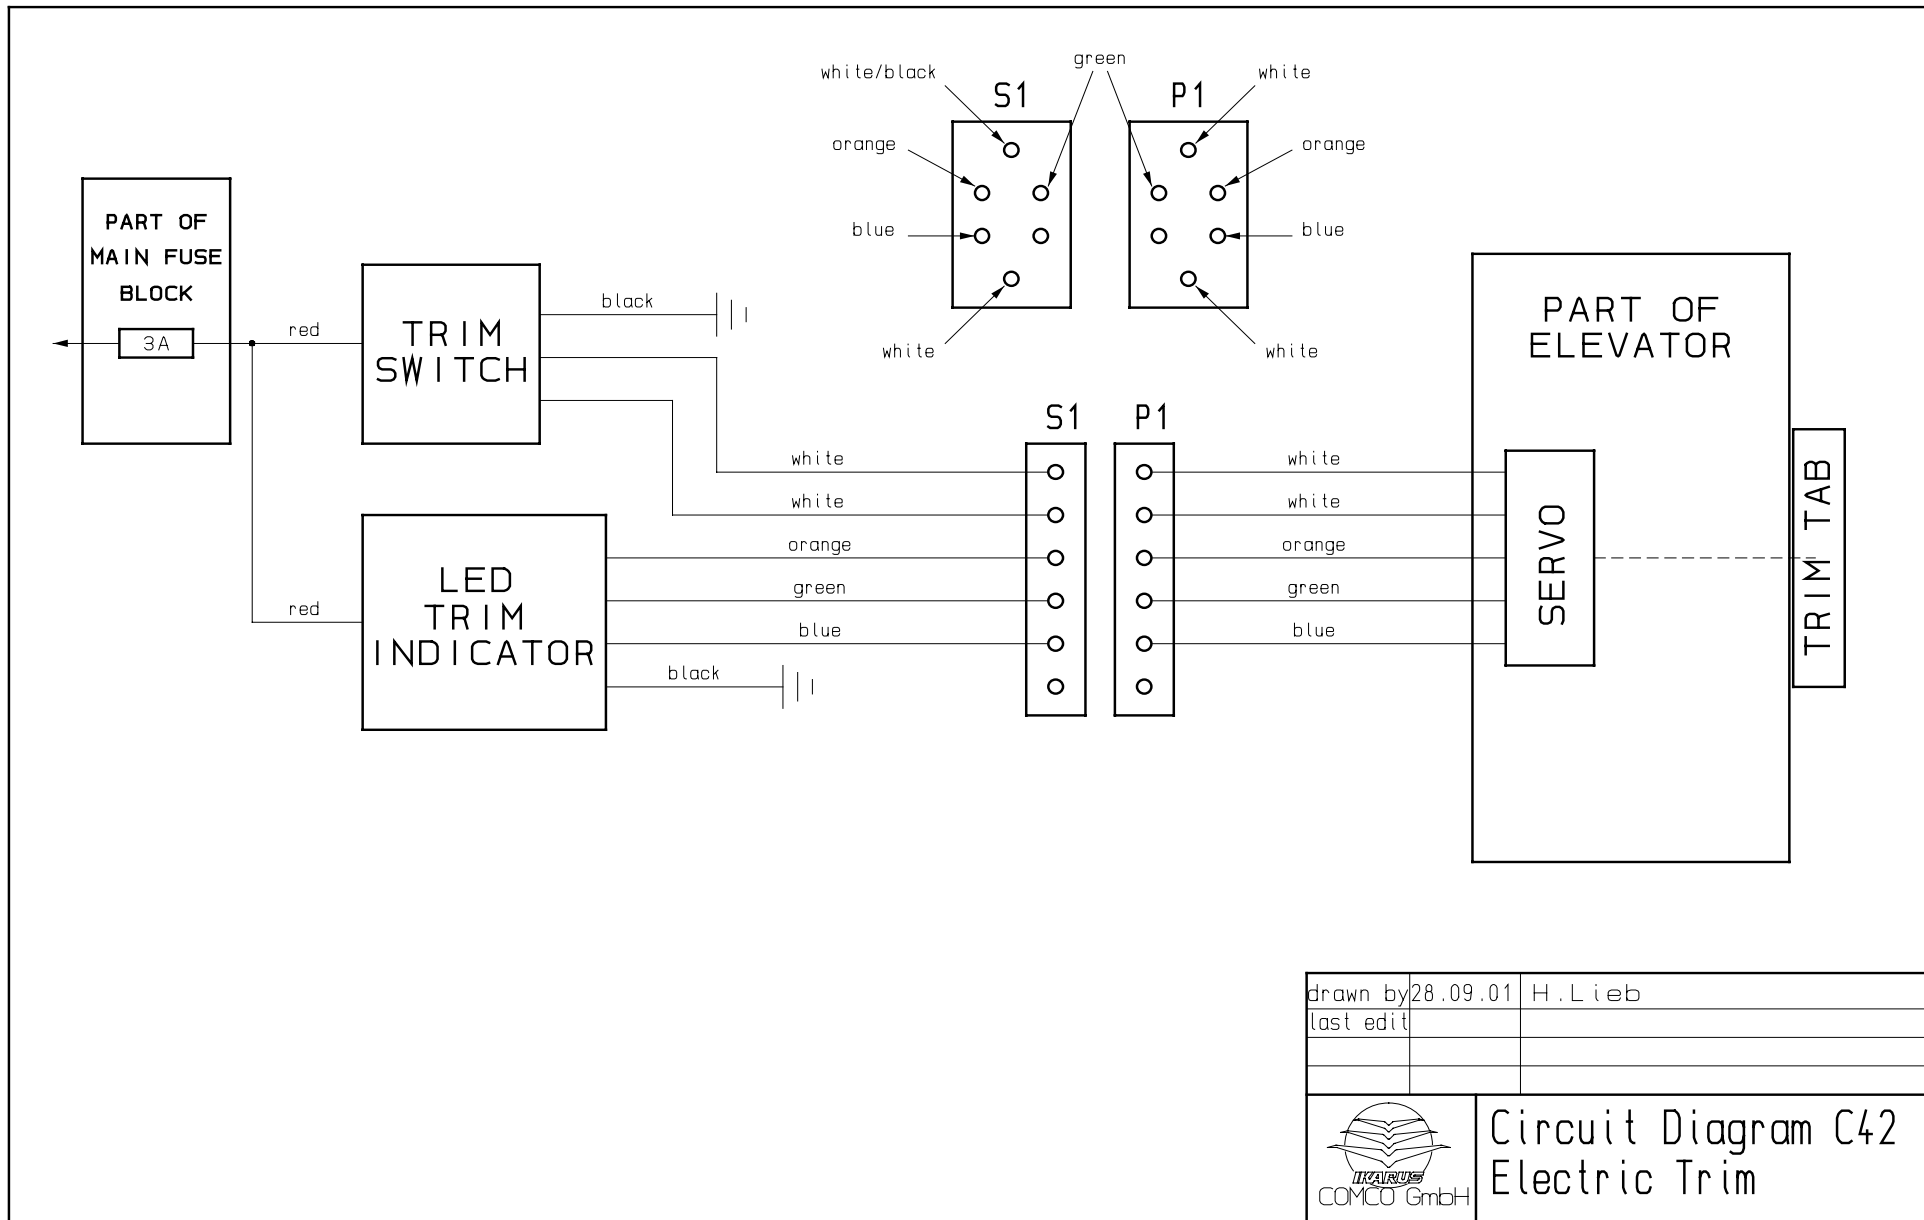 white/black
green
white
S1
P1
orange
orange
blue
blue
white
white
PART OF
MAIN FUSE
BLOCK
3A
red
TRIM
SWITCH
black
PART OF
ELEVATOR
S1
P1
white
white
white
white
orange
orange
green
green
blue
blue
red
LED
TRIM
INDICATOR
black
SERVO
TRIM TAB
drawn by 28.09.01 H.Lieb
last edit
IKARUS
COMCO GmbH
Circuit Diagram C42
Electric Trim